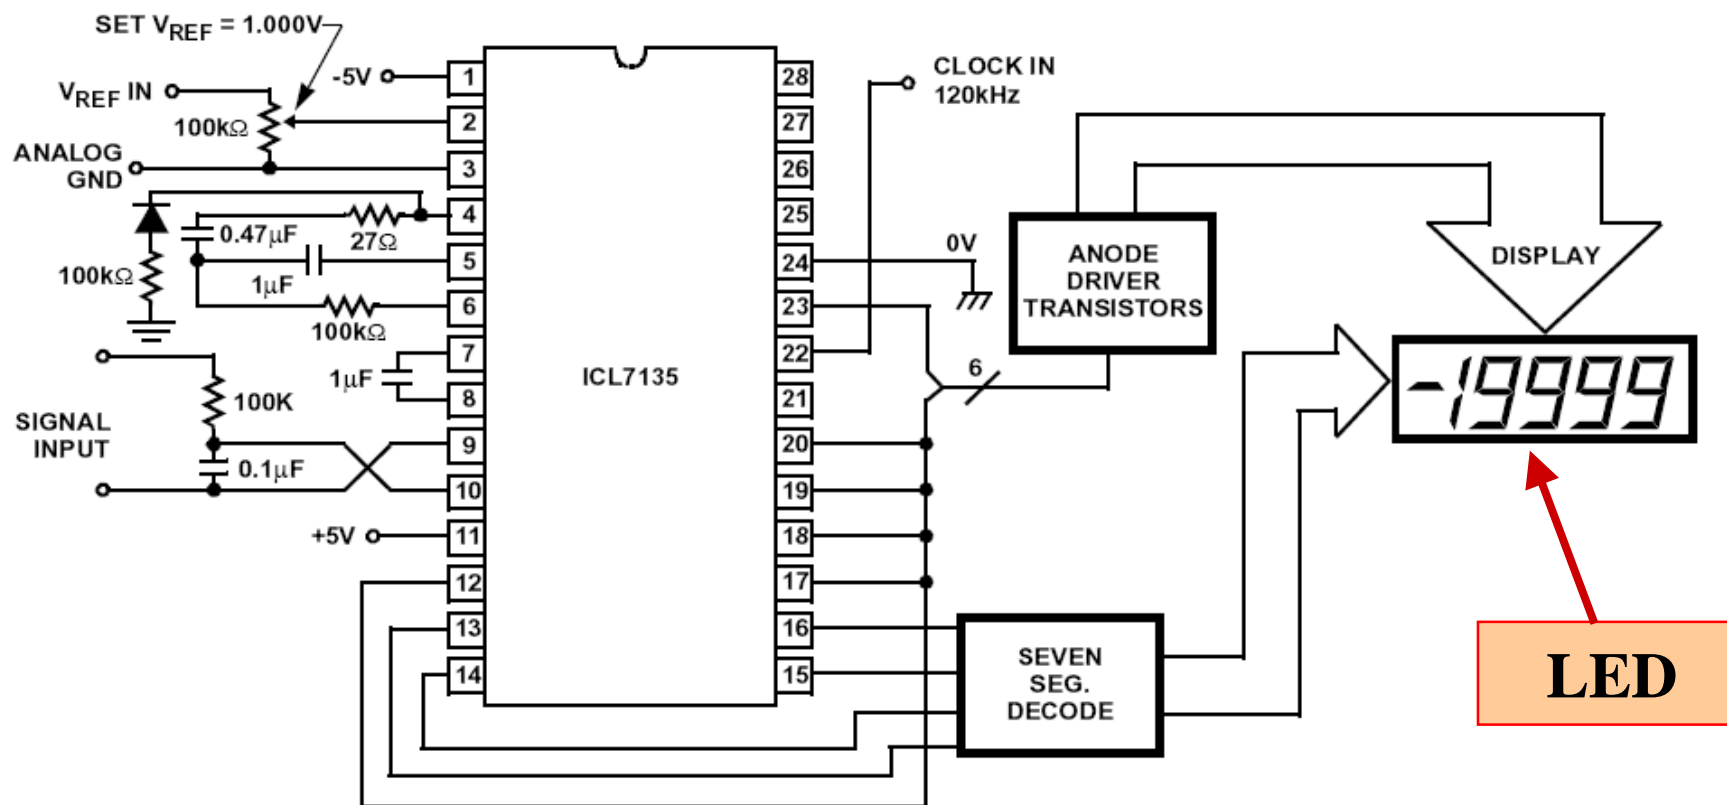 SET VREF = 1.000V
-5V
VREF IN
100kΩ
ANALOG
GND
0.47μF
27Ω
100kΩ
1μF
100kΩ
1μF
SIGNAL
INPUT
100K
0.1μF
+5V
1
2
3
4
5
6
7
8
9
10
11
12
13
14
ICL7135
28
27
26
25
24
23
22
21
20
19
18
17
16
15
CLOCK IN
120kHz
0V
6
ANODE
DRIVER
TRANSISTORS
DISPLAY
-19999
SEVEN
SEG.
DECODE
LED